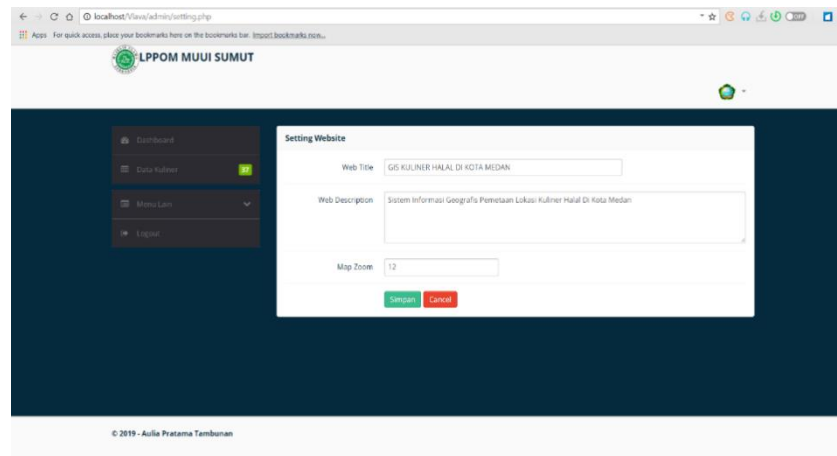 localhost/Viava/admin/setting.php
Apps For quick access, place your bookmarks here on the bookmarks bar. Import bookmarks now...
LPPOM MUUI SUMUT
Dashboard
Data Kuliner 37
Menu Lain
Logout
Setting Website
Web Title GIS KULINER HALAL DI KOTA MEDAN
Web Description Sistem Informasi Geografis Pemetaan Lokasi Kuliner Halal Di Kota Medan
Map Zoom 12
Simpan Cancel
© 2019 - Aulia Pratama Tambunan